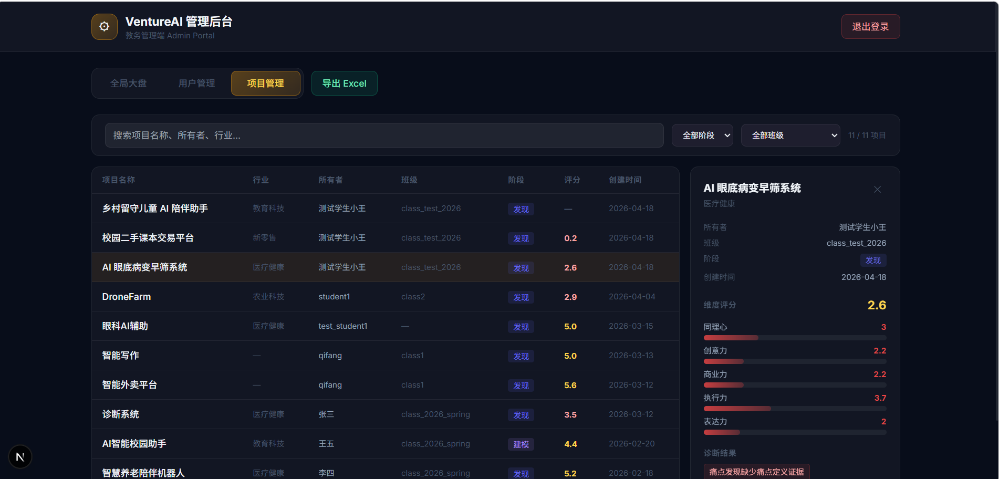 VentureAI 管理后台
教务管理端 Admin Portal
退出登录
全局大盘 用户管理 项目管理 导出 Excel
搜索项目名称、所有者、行业... 全部阶段 全部班级 11 / 11 项目
项目名称 行业 所有者 班级 阶段 评分 创建时间
乡村留守儿童 AI 陪伴助手 教育科技 测试学生小王 class_test_2026 发现 — 2026-04-18
校园二手课本交易平台 新零售 测试学生小王 class_test_2026 发现 0.2 2026-04-18
AI 眼底病变早筛系统 医疗健康 测试学生小王 class_test_2026 发现 2.6 2026-04-18
DroneFarm 农业科技 student1 class2 发现 2.9 2026-04-04
眼科AI辅助 医疗健康 test_student1 — 发现 5.0 2026-03-15
智能写作 — qifang class1 发现 5.0 2026-03-13
智能外卖平台 — qifang class1 发现 5.6 2026-03-12
诊断系统 医疗健康 张三 class_2026_spring 发现 3.5 2026-03-12
AI智能校园助手 教育科技 王五 class_2026_spring 建模 4.4 2026-02-20
智慧养老陪伴机器人 医疗健康 李四 class_2026_spring 发现 5.2 2026-02-18
AI 眼底病变早筛系统
医疗健康
所有者 测试学生小王
班级 class_test_2026
阶段 发现
创建时间 2026-04-18
维度评分 2.6
同理心 3
创意力 2.2
商业力 2.2
执行力 3.7
表达力 2
诊断结果
痛点发现缺少痛点定义证据
N